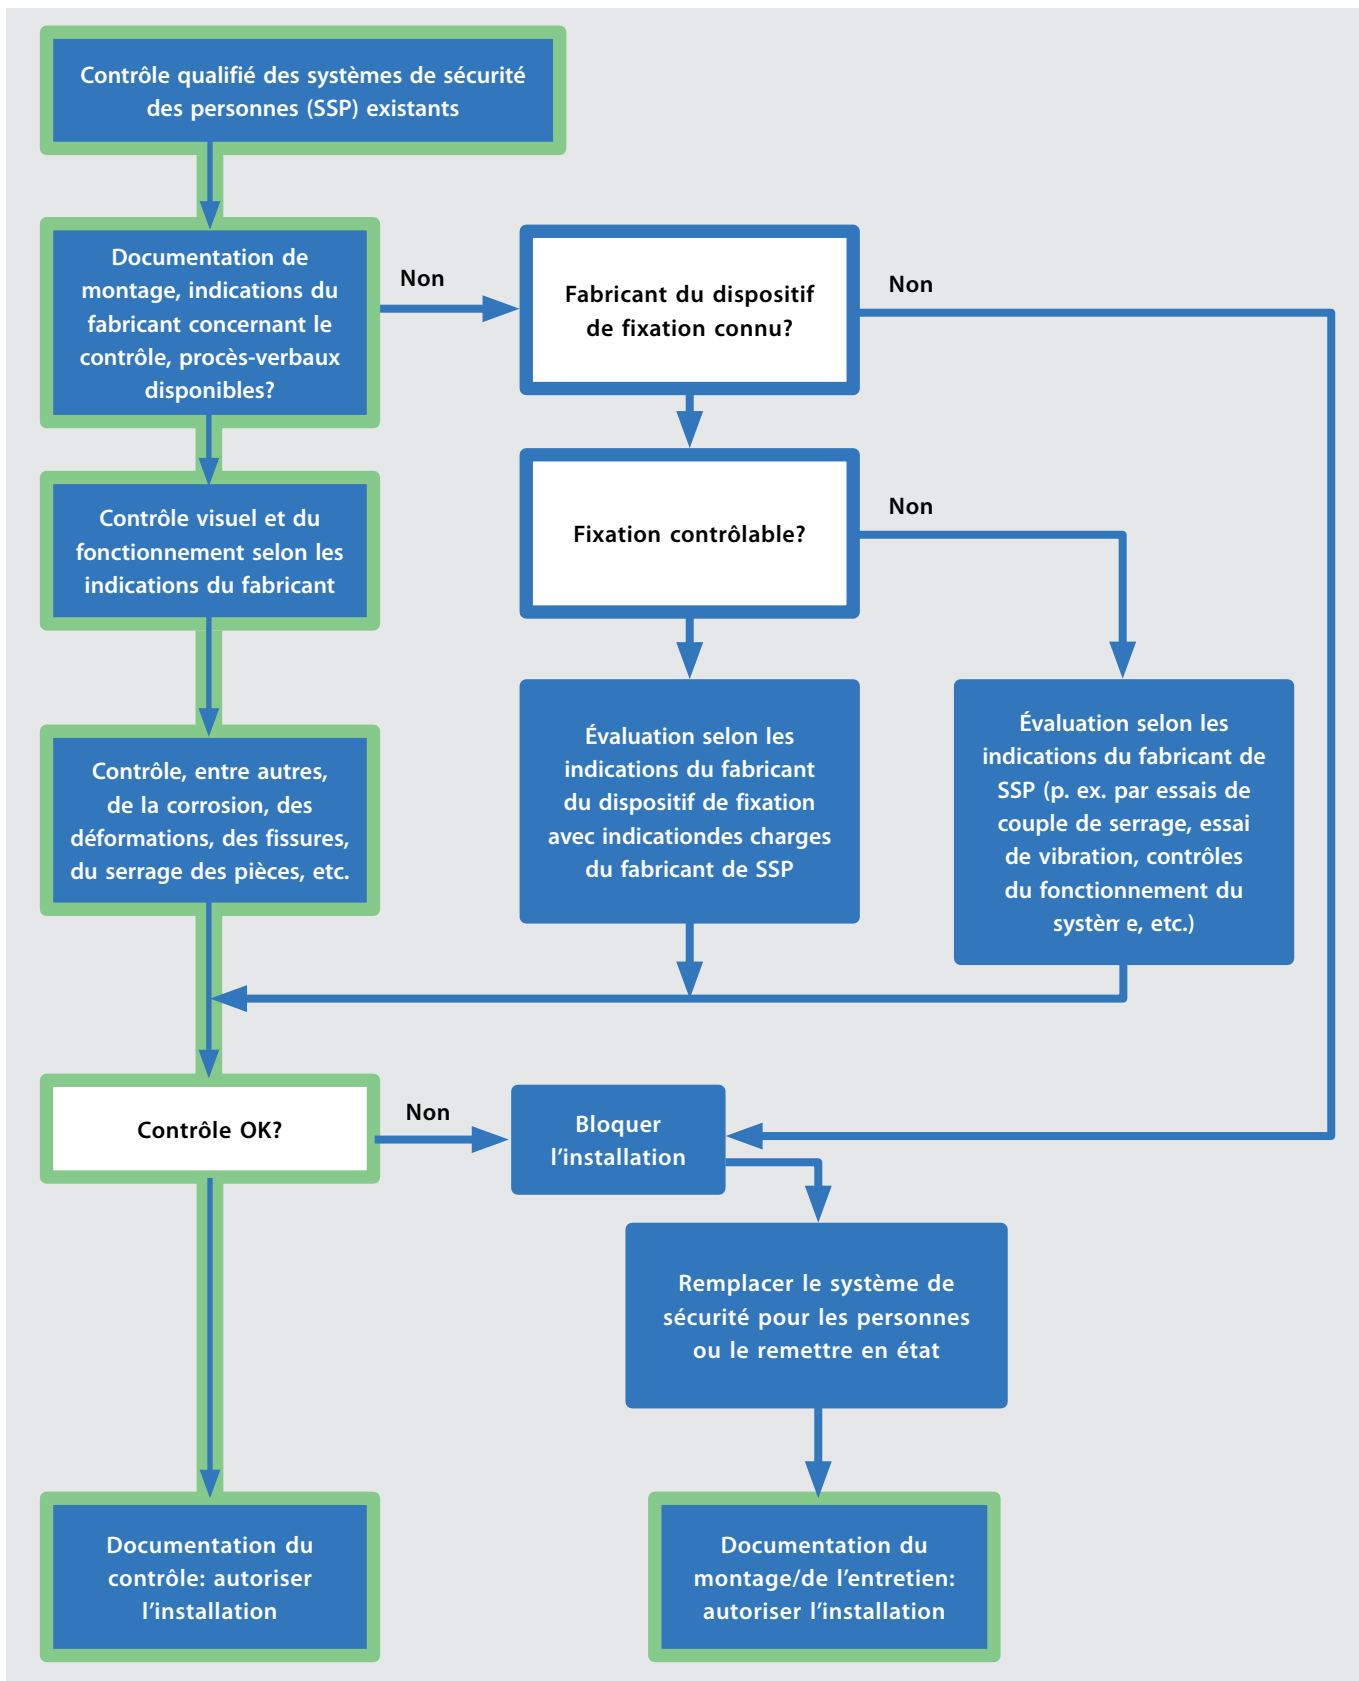 Contrôle qualifié des systèmes de sécurité
des personnes (SSP) existants
Documentation de
montage, indications du
fabricant concernant le
contrôle, procès-verbaux
disponibles?
Non
Fabricant du dispositif
de fixation connu?
Non
Contrôle visuel et du
fonctionnement selon les
indications du fabricant
Fixation contrôlable?
Non
Contrôle, entre autres,
de la corrosion, des
déformations, des fissures,
du serrage des pièces, etc.
Évaluation selon les
indications du fabricant
du dispositif de fixation
avec indicationdes charges
du fabricant de SSP
Évaluation selon les
indications du fabricant de
SSP (p. ex. par essais de
couple de serrage, essai
de vibration, contrôles
du fonctionnement du
système, etc.)
Contrôle OK?
Non
Bloquer
l'installation
Remplacer le système de
sécurité pour les personnes
ou le remettre en état
Documentation du
contrôle: autoriser
l'installation
Documentation du
montage/de l'entretien:
autoriser l'installation